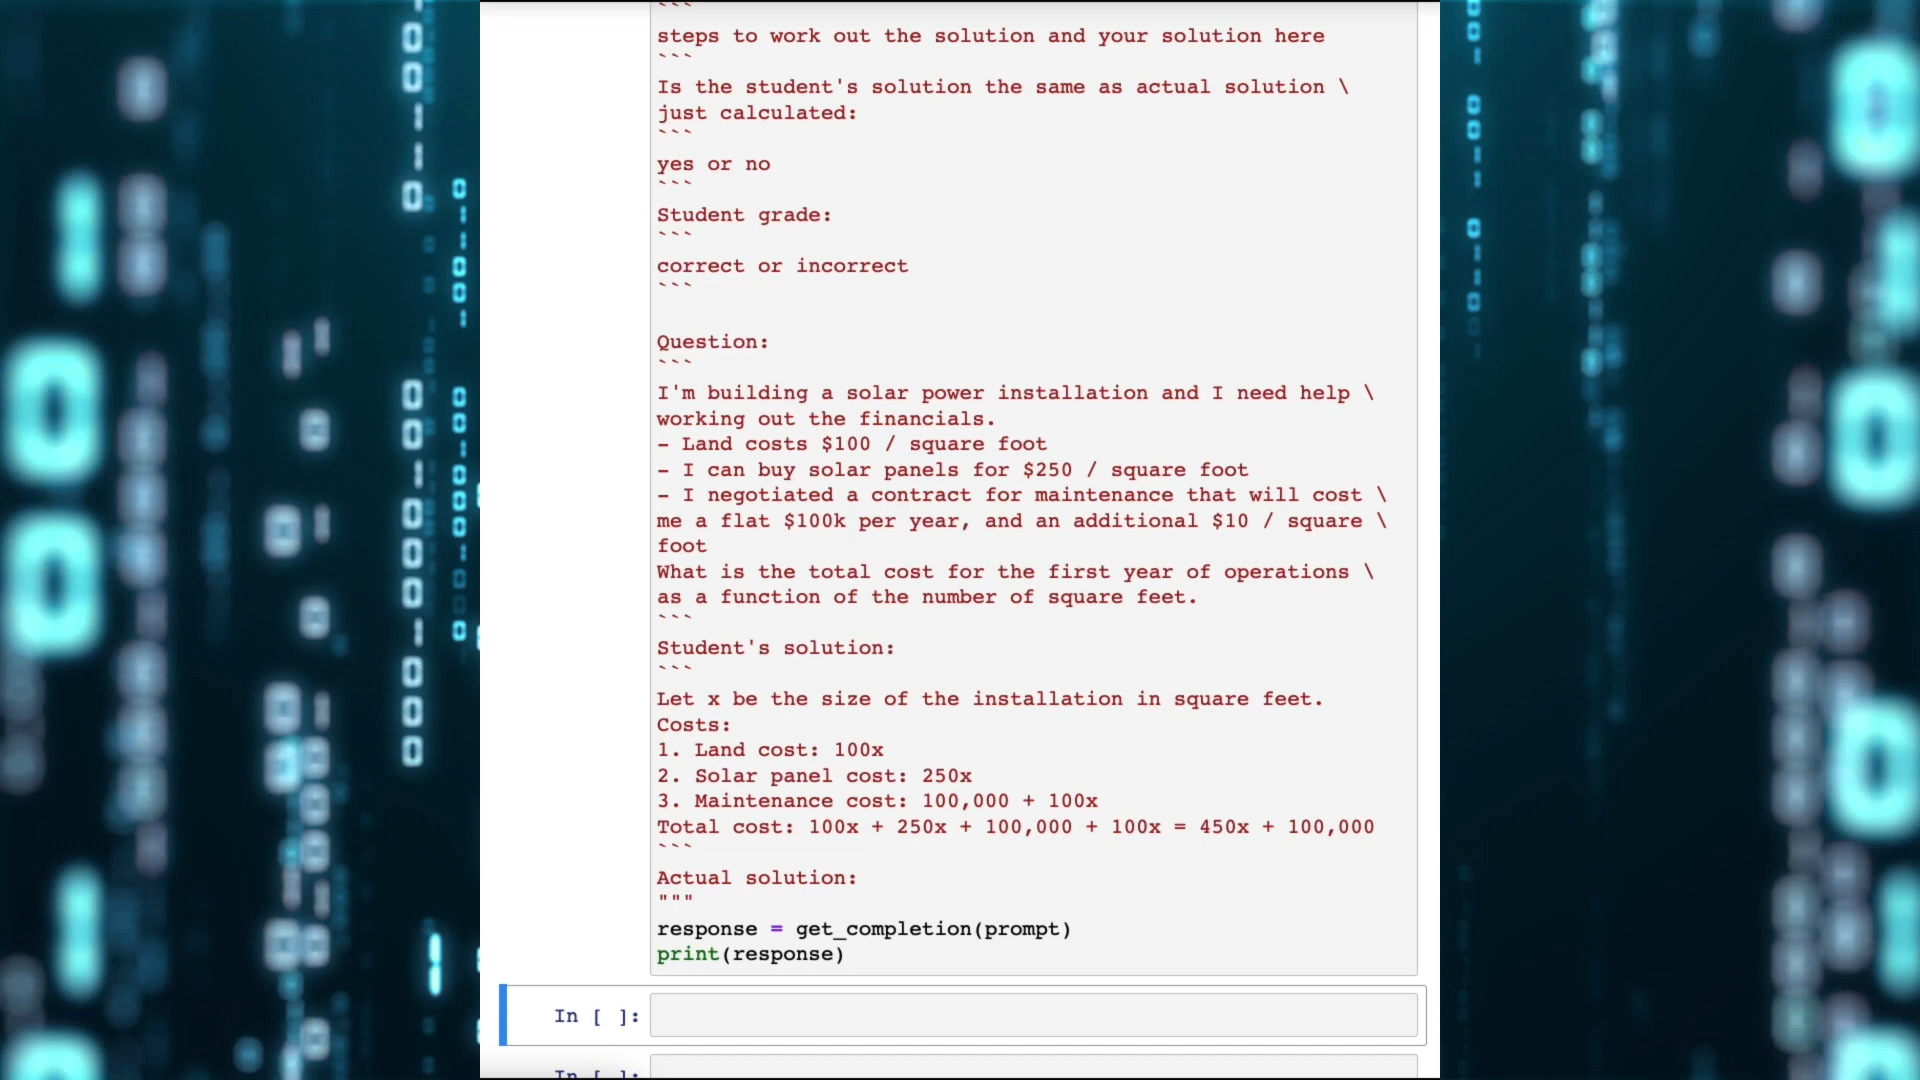 ```
steps to work out the solution and your solution here
```
Is the student's solution the same as actual solution \
just calculated:
```
yes or no
```
Student grade:
```
correct or incorrect
```
Question:
```
I'm building a solar power installation and I need help \
working out the financials.
- Land costs $100 / square foot
- I can buy solar panels for $250 / square foot
- I negotiated a contract for maintenance that will cost \
me a flat $100k per year, and an additional $10 / square \
foot
What is the total cost for the first year of operations \
as a function of the number of square feet.
```
Student's solution:
```
Let x be the size of the installation in square feet.
Costs:
1. Land cost: 100x
2. Solar panel cost: 250x
3. Maintenance cost: 100,000 + 100x
Total cost: 100x + 250x + 100,000 + 100x = 450x + 100,000
```
Actual solution:
"""
response = get_completion(prompt)
print(response)
In [ ]:
In [ ]: